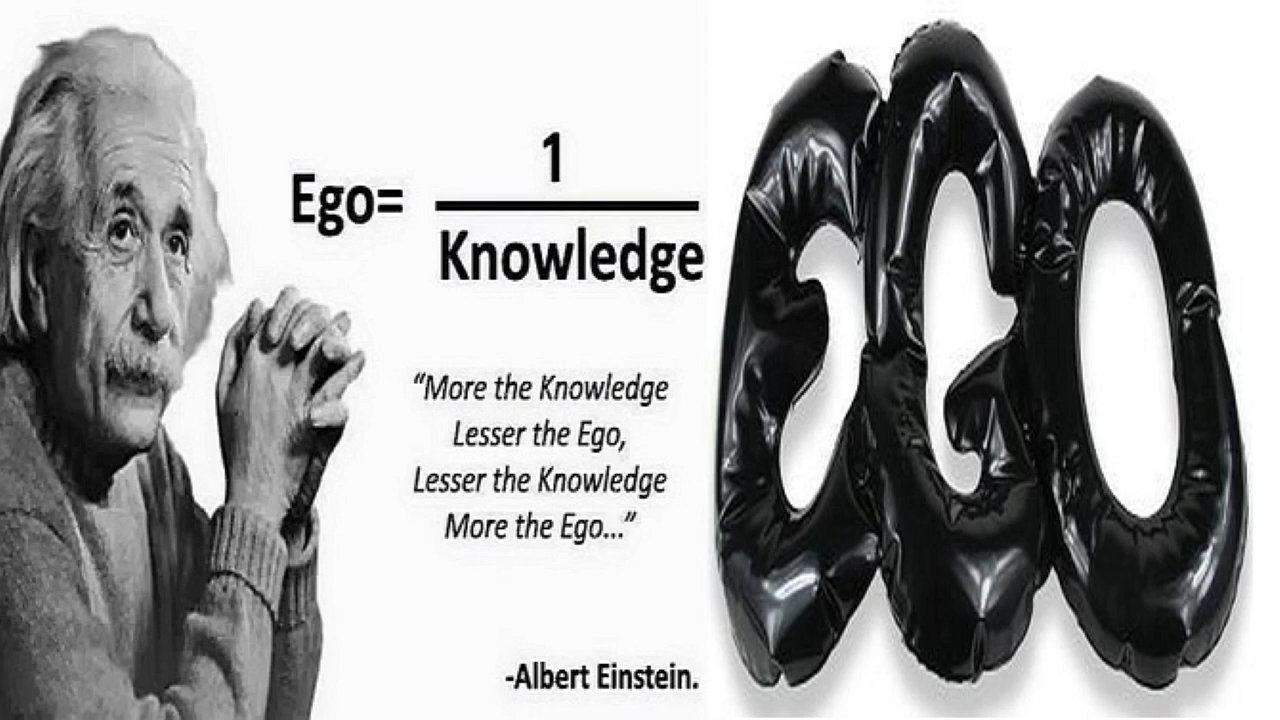 Ego=
1
Knowledge
“More the Knowledge
Lesser the Ego,
Lesser the Knowledge
More the Ego...”
-Albert Einstein.
EGO